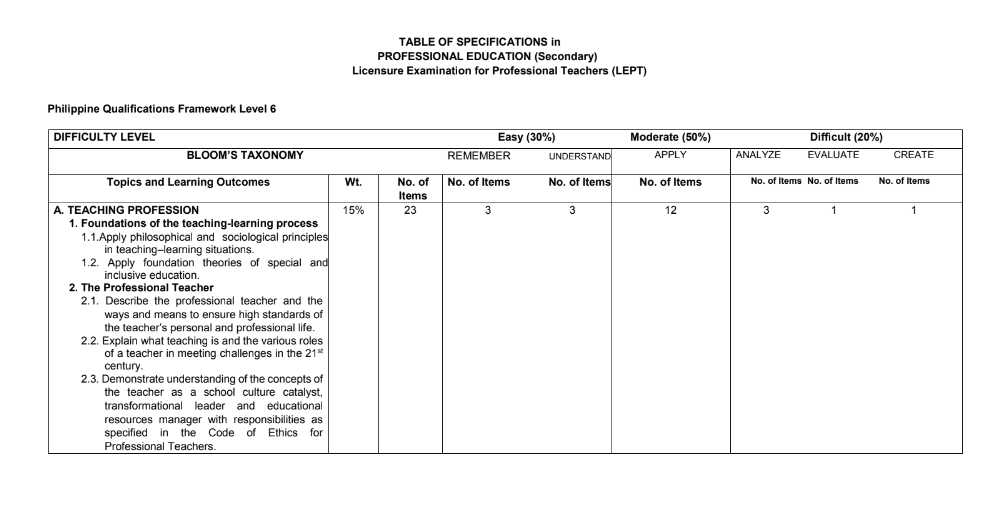 TABLE OF SPECIFICATIONS in
PROFESSIONAL EDUCATION (Secondary)
Licensure Examination for Professional Teachers (LEPT)
Philippine Qualifications Framework Level 6
DIFFICULTY LEVEL Easy (30%) Moderate (50%) Difficult (20%)
BLOOM'S TAXONOMY REMEMBER UNDERSTAND APPLY ANALYZE EVALUATE CREATE
Topics and Learning Outcomes Wt. No. of No. of Items No. of Items No. of Items No. of Items No. of Items No. of Items
Items
A. TEACHING PROFESSION 15% 23 3 3 12 3 1 1
1. Foundations of the teaching-learning process
1.1.Apply philosophical and sociological principles
in teaching–learning situations.
1.2. Apply foundation theories of special and
inclusive education.
2. The Professional Teacher
2.1. Describe the professional teacher and the
ways and means to ensure high standards of
the teacher's personal and professional life.
2.2. Explain what teaching is and the various roles
of a teacher in meeting challenges in the 21st
century.
2.3. Demonstrate understanding of the concepts of
the teacher as a school culture catalyst,
transformational leader and educational
resources manager with responsibilities as
specified in the Code of Ethics for
Professional Teachers.